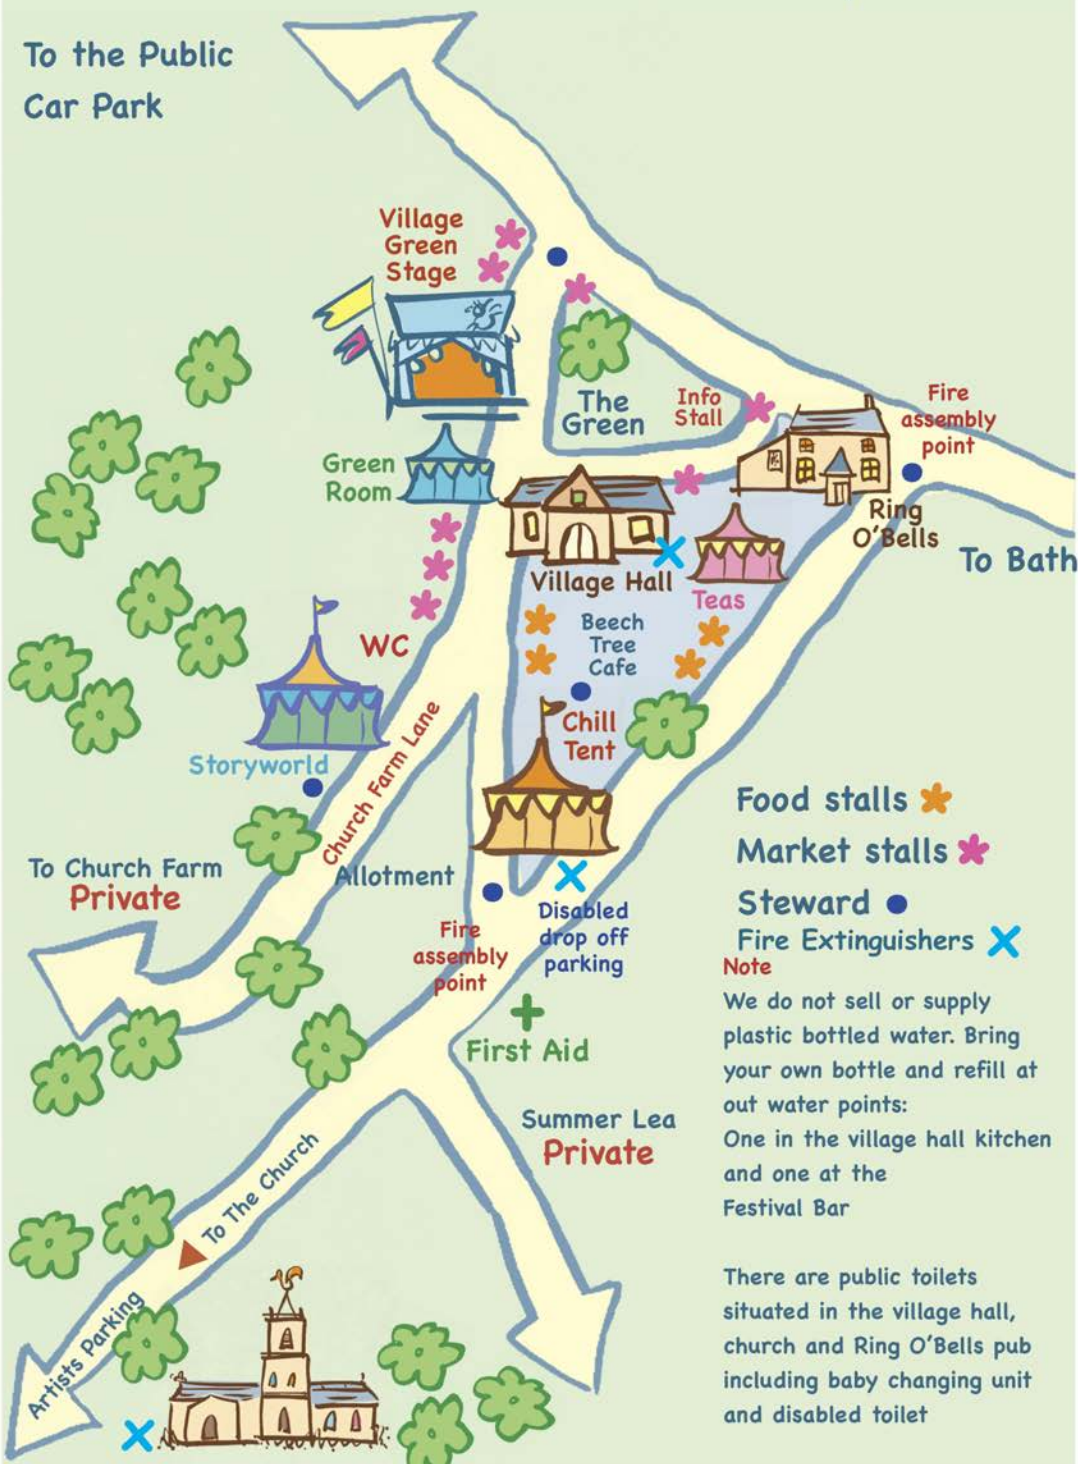 To the Public
Car Park
Village
Green
Stage
The
Green
Info
Stall
Fire
assembly
point
Green
Room
Ring
O'Bells
To Bath
Village Hall
Teas
WC
Beech
Tree
Cafe
Chill
Tent
Storyworld
Church Farm Lane
To Church Farm
Private
Allotment
Fire
assembly
point
Disabled
drop off
parking
First Aid
Summer Lea
Private
To The Church
Artists Parking
Food stalls
Market stalls
Steward
Fire Extinguishers
Note
We do not sell or supply
plastic bottled water. Bring
your own bottle and refill at
out water points:
One in the village hall kitchen
and one at the
Festival Bar
There are public toilets
situated in the village hall,
church and Ring O'Bells pub
including baby changing unit
and disabled toilet